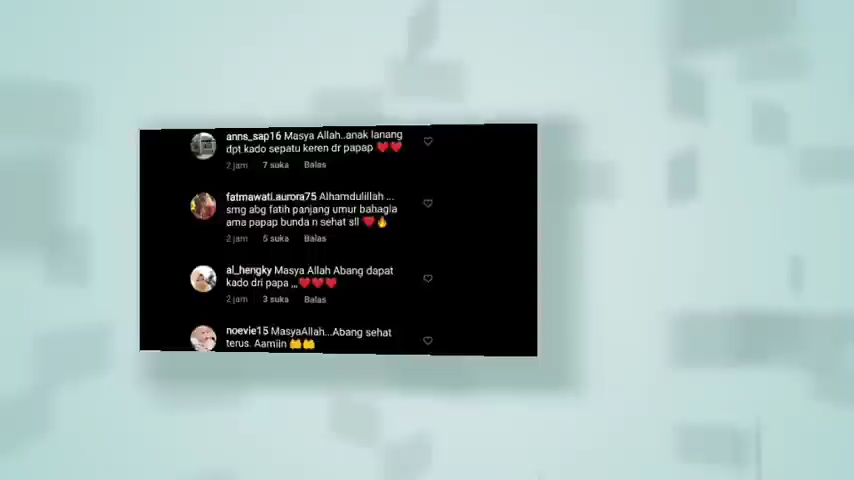 anns_sap16 Masya Allah..anak lanang
dpt kado sepatu keren dr papap ❤️❤️
2 jam 7 suka Balas
fatmawati.aurora75 Alhamdulillah ...
smg abg fatih panjang umur bahagia
ama papap bunda n sehat sll ❤️🔥
2 jam 5 suka Balas
al_hengky Masya Allah Abang dapat
kado dri papa ,,,❤️❤️❤️
2 jam 3 suka Balas
noevie15 MasyaAllah...Abang sehat
terus. Aamiin 🤲🤲